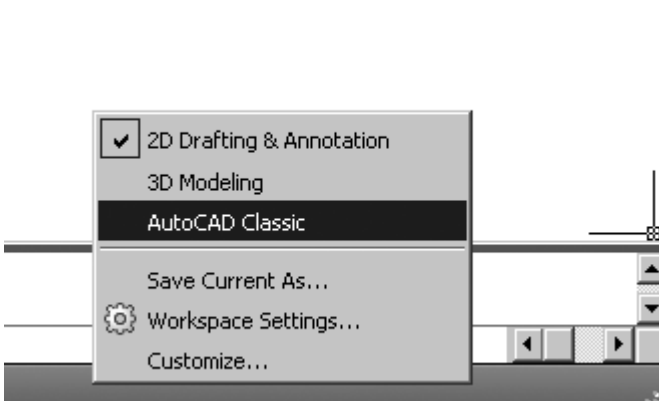 2D Drafting & Annotation
3D Modeling
AutoCAD Classic
Save Current As...
Workspace Settings...
Customize...